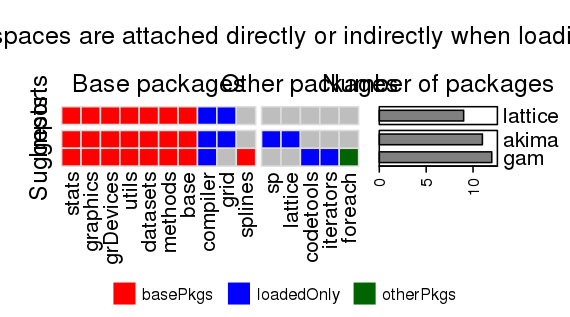 spaces are attached directly or indirectly when loadi
Base packages Other packages Number of packages
Imports
Suggests
lattice
akima
gam
0 5 10
stats
graphics
grDevices
utils
datasets
methods
base
compiler
grid
splines
sp
lattice
codetools
iterators
foreach
basePkgs loadedOnly otherPkgs